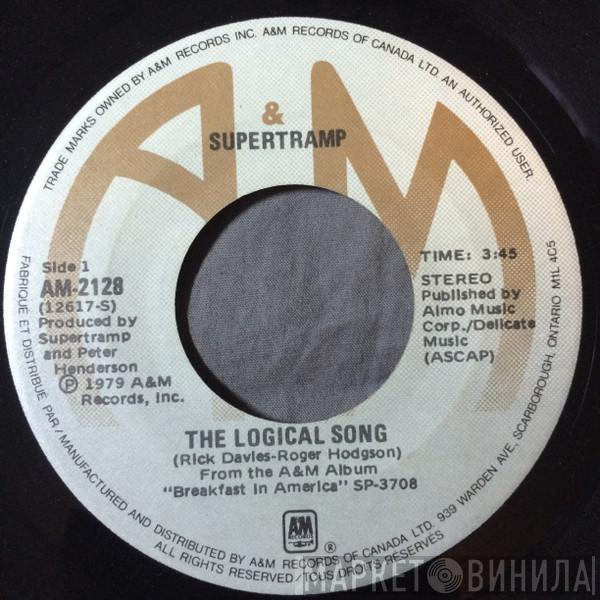 TRADE MARKS OWNED BY A&M RECORDS INC. A&M RECORDS OF CANADA LTD. AN AUTHORIZED USER.
A&M
SUPERTRAMP
Side 1
AM-2128
(12617-S)
Produced by
Supertramp
and Peter
Henderson
Ⓟ 1979 A&M
Records, Inc.
TIME: 3:45
STEREO
Published by
Almo Music
Corp./Delicate
Music
(ASCAP)
THE LOGICAL SONG
(Rick Davies-Roger Hodgson)
From the A&M Album
"Breakfast In America" SP-3708
A&M
RECORDS
®
FABRIQUÉ ET DISTRIBUÉ PAR / MANUFACTURED AND DISTRIBUTED BY A&M RECORDS OF CANADA LTD. 939 WARDEN AVE, SCARBOROUGH, ONTARIO M1L 4C5
ALL RIGHTS RESERVED / TOUS DROITS RESERVÉS
МАРКЕТ ВИНИЛА